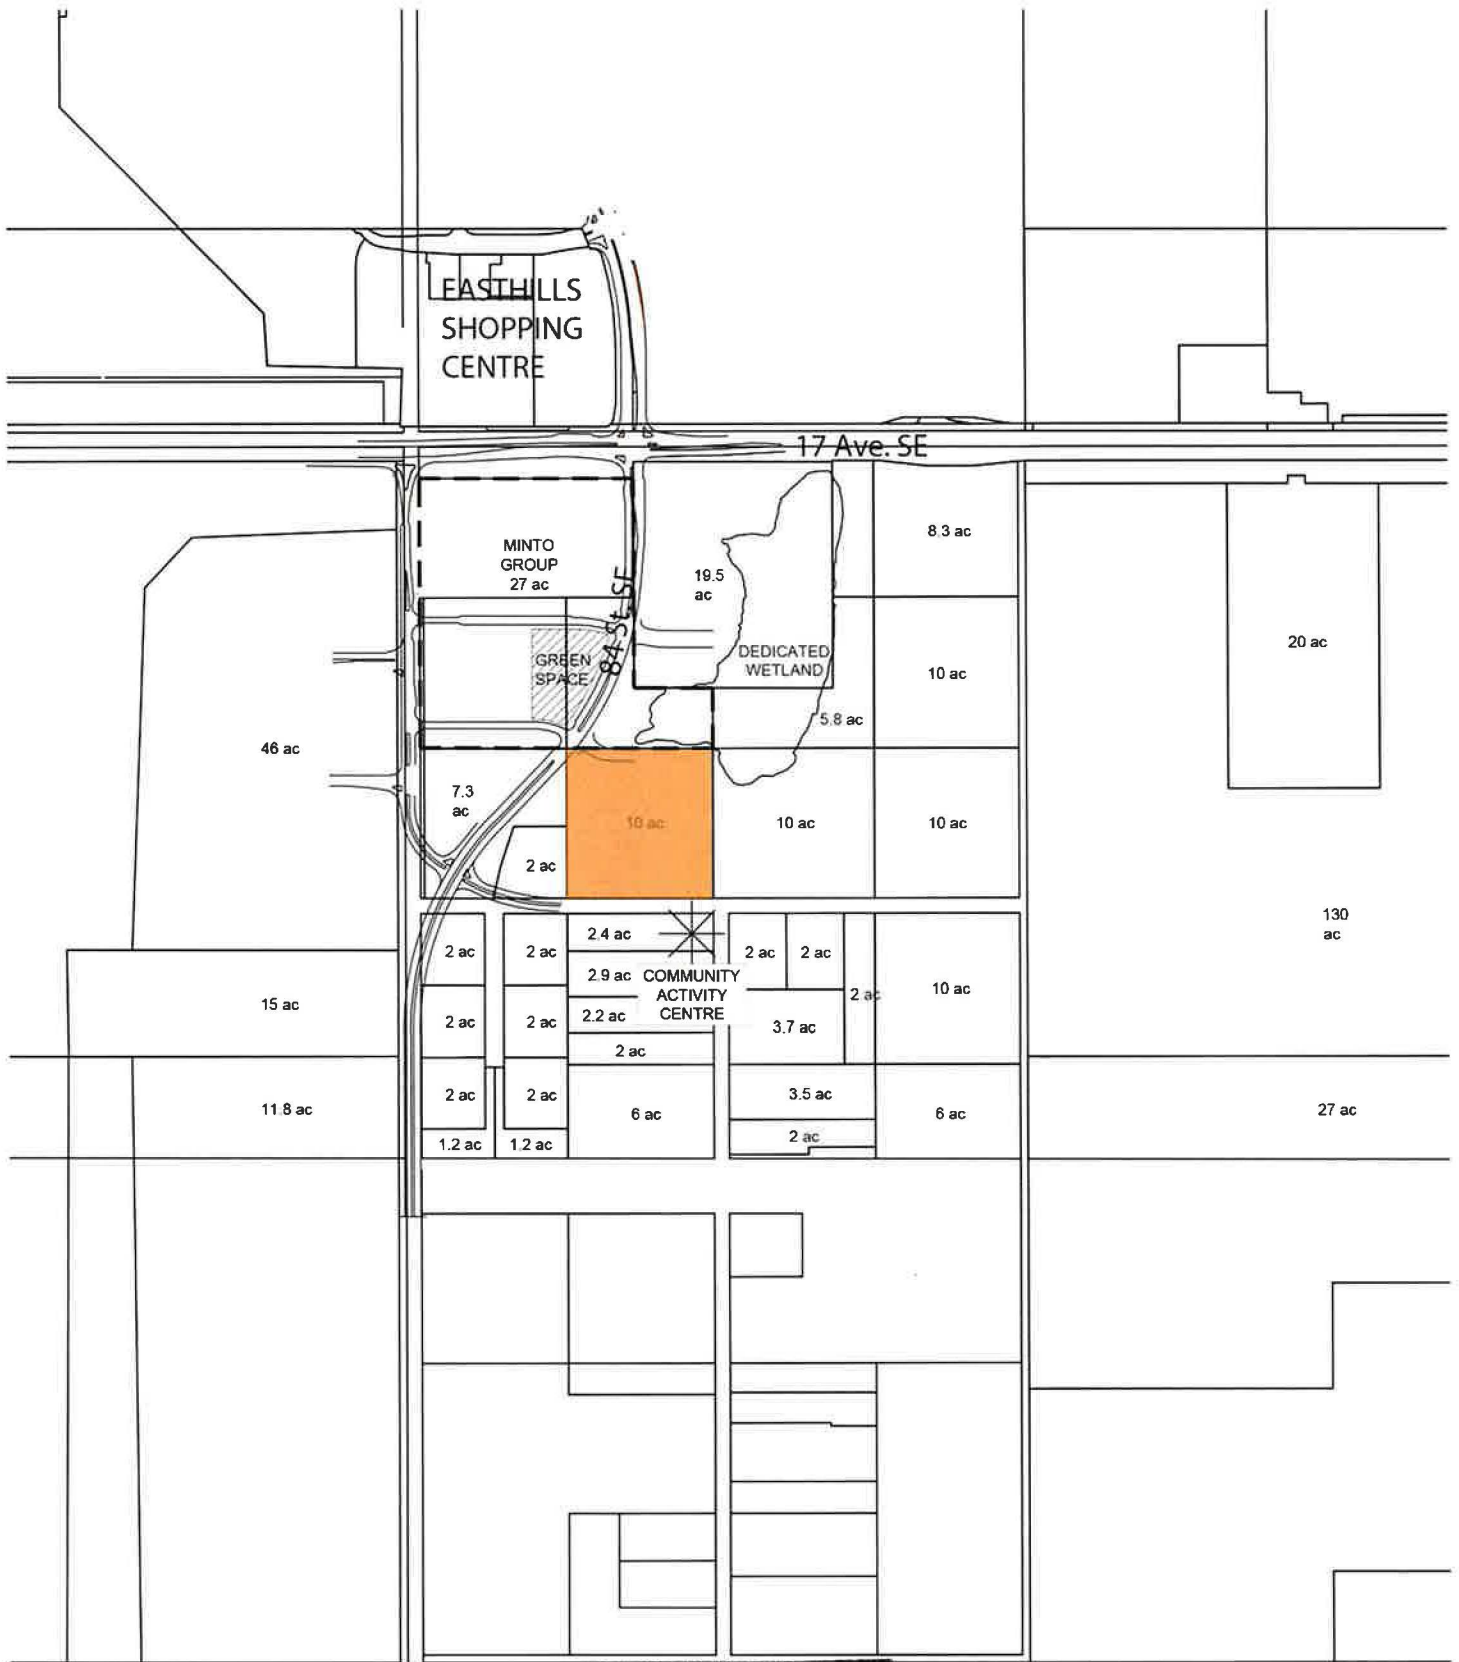 EASTHILLS
SHOPPING
CENTRE
17 Ave. SE
MINTO
GROUP
27 ac
84 St. SE
19.5
ac
8.3 ac
20 ac
GREEN
SPACE
DEDICATED
WETLAND
10 ac
5.8 ac
46 ac
7.3
ac
10 ac
10 ac
10 ac
2 ac
130
ac
2 ac
2 ac
2.4 ac
2 ac
2 ac
2.9 ac
COMMUNITY
ACTIVITY
CENTRE
2 ac
10 ac
15 ac
2 ac
2 ac
2.2 ac
3.7 ac
2 ac
2 ac
2 ac
3.5 ac
11.8 ac
6 ac
6 ac
27 ac
1.2 ac
1.2 ac
2 ac